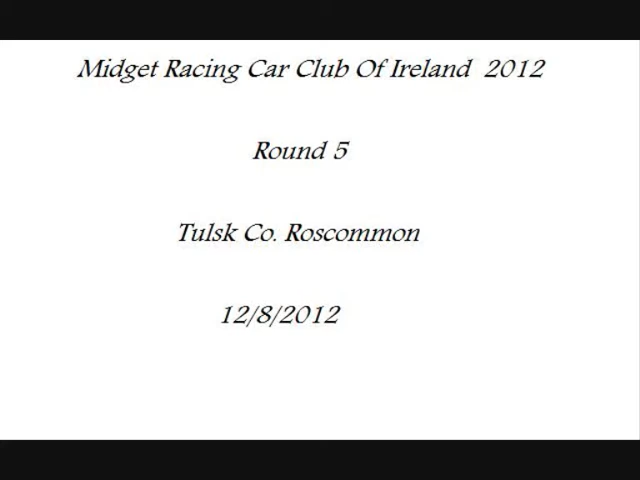 Midget Racing Car Club Of Ireland 2012
Round 5
Tulsk Co. Roscommon
12/8/2012